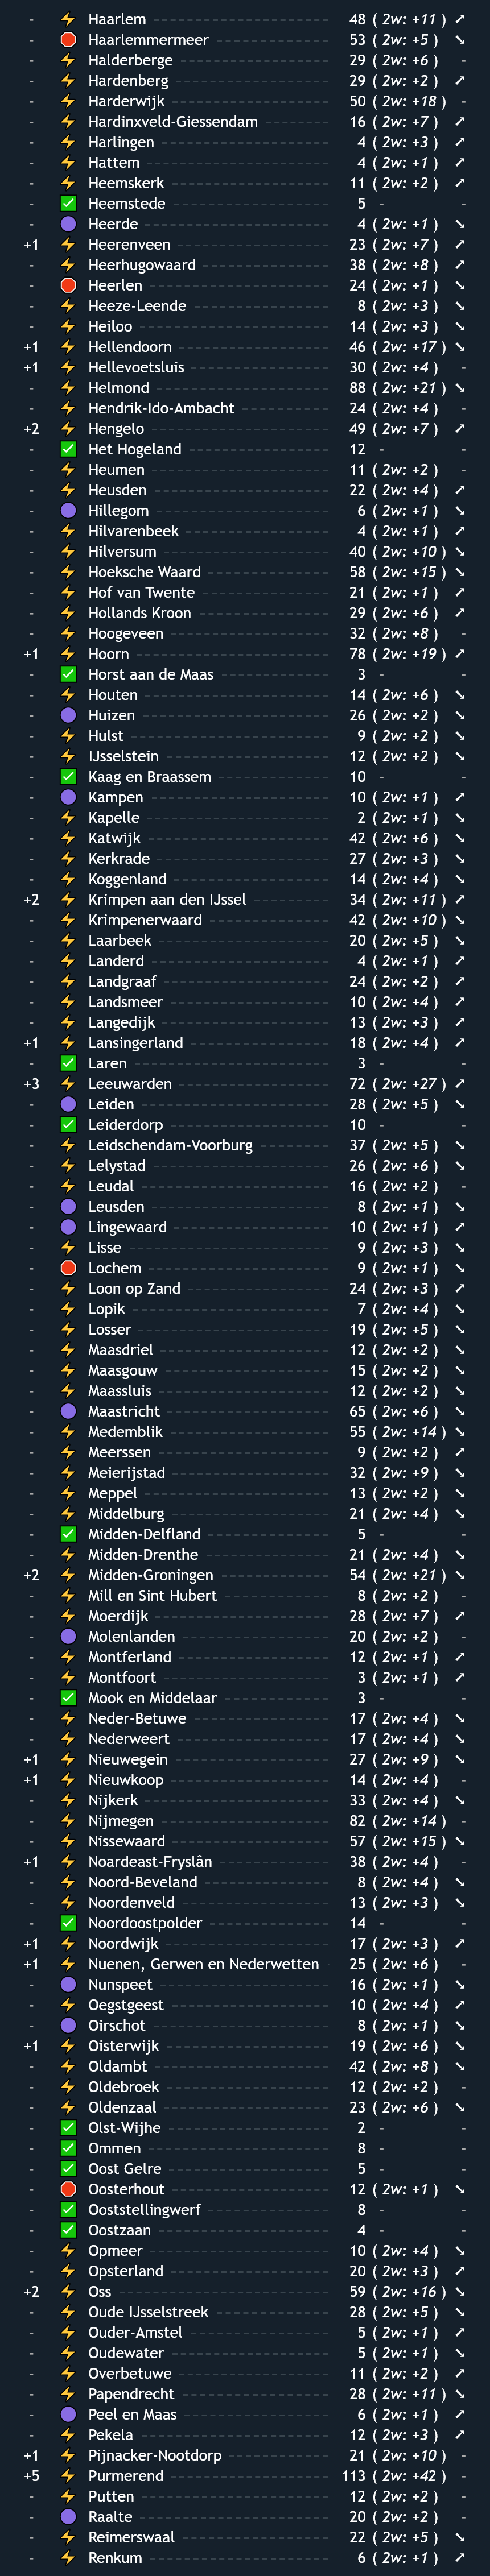 - ⚡ Haarlem 48 ( 2w: +11 ) ↗
- 🛑 Haarlemmermeer 53 ( 2w: +5 ) ↘
- ⚡ Halderberge 29 ( 2w: +6 ) -
- ⚡ Hardenberg 29 ( 2w: +2 ) ↗
- ⚡ Harderwijk 50 ( 2w: +18 ) -
- ⚡ Hardinxveld-Giessendam 16 ( 2w: +7 ) ↗
- ⚡ Harlingen 4 ( 2w: +3 ) ↗
- ⚡ Hattem 4 ( 2w: +1 ) ↗
- ⚡ Heemskerk 11 ( 2w: +2 ) ↗
- ✅ Heemstede 5 - -
- 🟣 Heerde 4 ( 2w: +1 ) ↘
+1 ⚡ Heerenveen 23 ( 2w: +7 ) ↗
- ⚡ Heerhugowaard 38 ( 2w: +8 ) ↗
- 🛑 Heerlen 24 ( 2w: +1 ) ↘
- ⚡ Heeze-Leende 8 ( 2w: +3 ) ↘
- ⚡ Heiloo 14 ( 2w: +3 ) ↘
+1 ⚡ Hellendoorn 46 ( 2w: +17 ) ↘
+1 ⚡ Hellevoetsluis 30 ( 2w: +4 ) -
- ⚡ Helmond 88 ( 2w: +21 ) ↘
- ⚡ Hendrik-Ido-Ambacht 24 ( 2w: +4 ) -
+2 ⚡ Hengelo 49 ( 2w: +7 ) ↗
- ✅ Het Hogeland 12 - -
- ⚡ Heumen 11 ( 2w: +2 ) -
- ⚡ Heusden 22 ( 2w: +4 ) ↗
- 🟣 Hillegom 6 ( 2w: +1 ) ↘
- ⚡ Hilvarenbeek 4 ( 2w: +1 ) ↗
- ⚡ Hilversum 40 ( 2w: +10 ) ↘
- ⚡ Hoeksche Waard 58 ( 2w: +15 ) ↘
- ⚡ Hof van Twente 21 ( 2w: +1 ) ↗
- ⚡ Hollands Kroon 29 ( 2w: +6 ) ↗
- ⚡ Hoogeveen 32 ( 2w: +8 ) -
+1 ⚡ Hoorn 78 ( 2w: +19 ) ↗
- ✅ Horst aan de Maas 3 - -
- ⚡ Houten 14 ( 2w: +6 ) ↘
- 🟣 Huizen 26 ( 2w: +2 ) ↘
- ⚡ Hulst 9 ( 2w: +2 ) ↘
- ⚡ IJsselstein 12 ( 2w: +2 ) ↘
- ✅ Kaag en Braassem 10 - -
- 🟣 Kampen 10 ( 2w: +1 ) ↗
- ⚡ Kapelle 2 ( 2w: +1 ) ↘
- ⚡ Katwijk 42 ( 2w: +6 ) ↘
- ⚡ Kerkrade 27 ( 2w: +3 ) ↘
- ⚡ Koggenland 14 ( 2w: +4 ) ↘
+2 ⚡ Krimpen aan den IJssel 34 ( 2w: +11 ) ↗
- ⚡ Krimpenerwaard 42 ( 2w: +10 ) ↘
- ⚡ Laarbeek 20 ( 2w: +5 ) ↘
- ⚡ Landerd 4 ( 2w: +1 ) ↗
- ⚡ Landgraaf 24 ( 2w: +2 ) ↗
- ⚡ Landsmeer 10 ( 2w: +4 ) ↗
- ⚡ Langedijk 13 ( 2w: +3 ) ↗
+1 ⚡ Lansingerland 18 ( 2w: +4 ) ↗
- ✅ Laren 3 - -
+3 ⚡ Leeuwarden 72 ( 2w: +27 ) ↗
- 🟣 Leiden 28 ( 2w: +5 ) ↘
- ✅ Leiderdorp 10 - -
- ⚡ Leidschendam-Voorburg 37 ( 2w: +5 ) ↘
- ⚡ Lelystad 26 ( 2w: +6 ) ↘
- ⚡ Leudal 16 ( 2w: +2 ) -
- 🟣 Leusden 8 ( 2w: +1 ) ↘
- 🟣 Lingewaard 10 ( 2w: +1 ) ↗
- ⚡ Lisse 9 ( 2w: +3 ) ↘
- 🛑 Lochem 9 ( 2w: +1 ) ↘
- ⚡ Loon op Zand 24 ( 2w: +3 ) ↗
- ⚡ Lopik 7 ( 2w: +4 ) ↘
- ⚡ Losser 19 ( 2w: +5 ) ↘
- ⚡ Maasdriel 12 ( 2w: +2 ) ↘
- ⚡ Maasgouw 15 ( 2w: +2 ) ↘
- ⚡ Maassluis 12 ( 2w: +2 ) ↘
- 🟣 Maastricht 65 ( 2w: +6 ) ↘
- ⚡ Medemblik 55 ( 2w: +14 ) ↘
- ⚡ Meerssen 9 ( 2w: +2 ) ↗
- ⚡ Meierijstad 32 ( 2w: +9 ) ↘
- ⚡ Meppel 13 ( 2w: +2 ) ↘
- ⚡ Middelburg 21 ( 2w: +4 ) ↘
- ✅ Midden-Delfland 5 - -
- ⚡ Midden-Drenthe 21 ( 2w: +4 ) ↘
+2 ⚡ Midden-Groningen 54 ( 2w: +21 ) ↘
- ⚡ Mill en Sint Hubert 8 ( 2w: +2 ) -
- ⚡ Moerdijk 28 ( 2w: +7 ) ↗
- 🟣 Molenlanden 20 ( 2w: +2 ) -
- ⚡ Montferland 12 ( 2w: +1 ) ↗
- ⚡ Montfoort 3 ( 2w: +1 ) ↗
- ✅ Mook en Middelaar 3 - -
- ⚡ Neder-Betuwe 17 ( 2w: +4 ) ↘
- ⚡ Nederweert 17 ( 2w: +4 ) ↘
+1 ⚡ Nieuwegein 27 ( 2w: +9 ) ↘
+1 ⚡ Nieuwkoop 14 ( 2w: +4 ) -
- ⚡ Nijkerk 33 ( 2w: +4 ) ↘
- ⚡ Nijmegen 82 ( 2w: +14 ) -
- ⚡ Nissewaard 57 ( 2w: +15 ) ↘
+1 ⚡ Noardeast-Fryslân 38 ( 2w: +4 ) -
- ⚡ Noord-Beveland 8 ( 2w: +4 ) ↘
- ⚡ Noordenveld 13 ( 2w: +3 ) ↘
- ✅ Noordoostpolder 14 - -
+1 ⚡ Noordwijk 17 ( 2w: +3 ) ↗
+1 ⚡ Nuenen, Gerwen en Nederwetten 25 ( 2w: +6 ) -
- 🟣 Nunspeet 16 ( 2w: +1 ) ↘
- ⚡ Oegstgeest 10 ( 2w: +4 ) ↗
- 🟣 Oirschot 8 ( 2w: +1 ) ↘
+1 ⚡ Oisterwijk 19 ( 2w: +6 ) ↘
- ⚡ Oldambt 42 ( 2w: +8 ) ↘
- ⚡ Oldebroek 12 ( 2w: +2 ) -
- ⚡ Oldenzaal 23 ( 2w: +6 ) ↘
- ✅ Olst-Wijhe 2 - -
- ✅ Ommen 8 - -
- ✅ Oost Gelre 5 - -
- 🛑 Oosterhout 12 ( 2w: +1 ) ↘
- ✅ Ooststellingwerf 8 - -
- ✅ Oostzaan 4 - -
- ⚡ Opmeer 10 ( 2w: +4 ) ↘
- ⚡ Opsterland 20 ( 2w: +3 ) ↗
+2 ⚡ Oss 59 ( 2w: +16 ) ↘
- ⚡ Oude IJsselstreek 28 ( 2w: +5 ) ↘
- ⚡ Ouder-Amstel 5 ( 2w: +1 ) ↗
- ⚡ Oudewater 5 ( 2w: +1 ) ↘
- ⚡ Overbetuwe 11 ( 2w: +2 ) ↗
- ⚡ Papendrecht 28 ( 2w: +11 ) ↘
- 🟣 Peel en Maas 6 ( 2w: +1 ) ↗
- ⚡ Pekela 12 ( 2w: +3 ) ↗
+1 ⚡ Pijnacker-Nootdorp 21 ( 2w: +10 ) -
+5 ⚡ Purmerend 113 ( 2w: +42 ) -
- ⚡ Putten 12 ( 2w: +2 ) -
- 🟣 Raalte 20 ( 2w: +2 ) -
- ⚡ Reimerswaal 22 ( 2w: +5 ) ↘
- ⚡ Renkum 6 ( 2w: +1 ) ↗